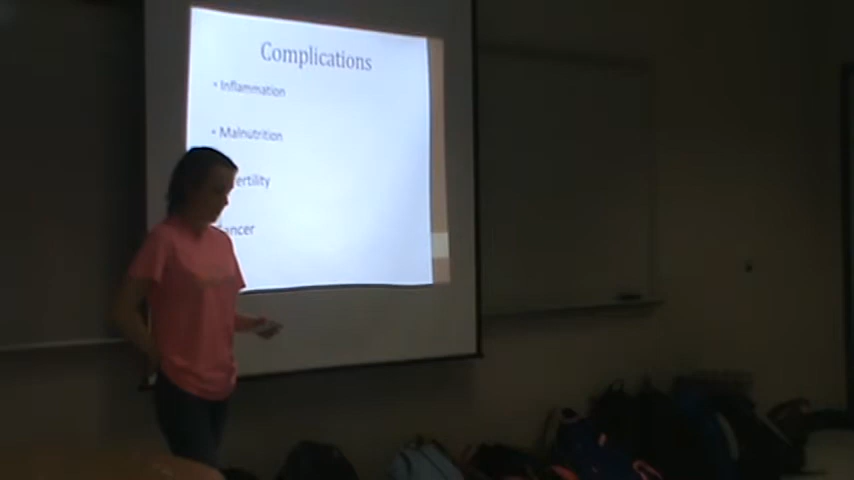 Complications
• Inflammation
• Malnutrition
ertility
ancer